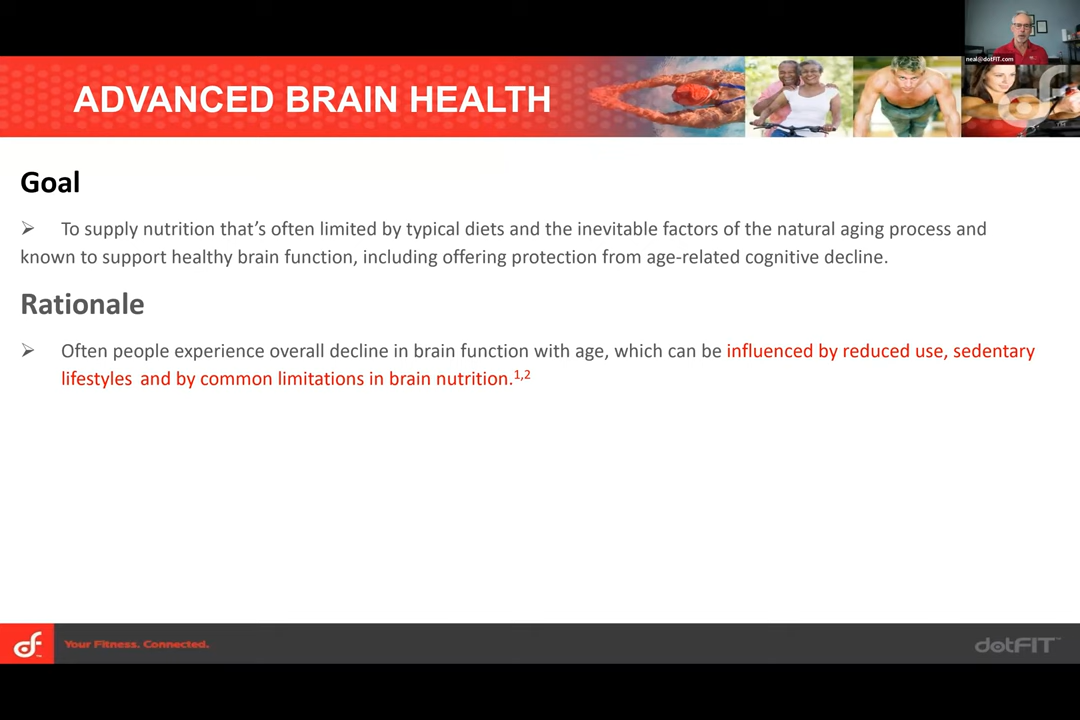 neal@dotFIT.com
ADVANCED BRAIN HEALTH
Goal
➢ To supply nutrition that’s often limited by typical diets and the inevitable factors of the natural aging process and
known to support healthy brain function, including offering protection from age-related cognitive decline.
Rationale
➢ Often people experience overall decline in brain function with age, which can be influenced by reduced use, sedentary
lifestyles and by common limitations in brain nutrition.1,2
df Your Fitness. Connected. dotFIT™